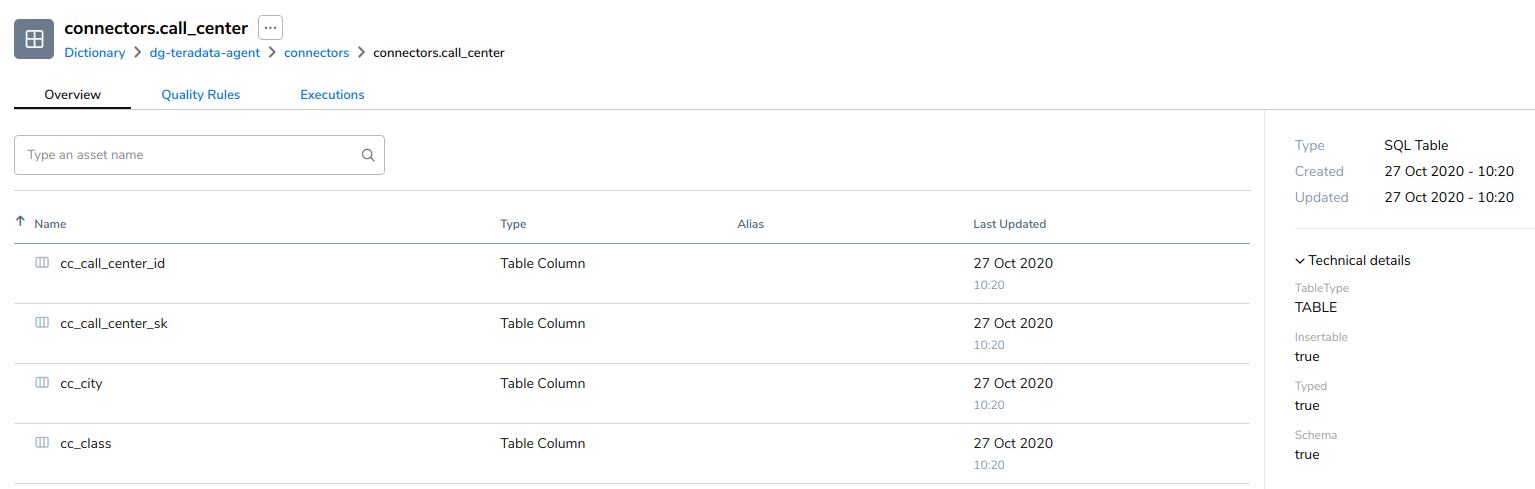 connectors.call_center ...
Dictionary > dg-teradata-agent > connectors > connectors.call_center
Overview Quality Rules Executions
Type an asset name
Name Type Alias Last Updated
cc_call_center_id Table Column 27 Oct 2020
10:20
cc_call_center_sk Table Column 27 Oct 2020
10:20
cc_city Table Column 27 Oct 2020
10:20
cc_class Table Column 27 Oct 2020
10:20
Type SQL Table
Created 27 Oct 2020 - 10:20
Updated 27 Oct 2020 - 10:20
Technical details
TableType
TABLE
Insertable
true
Typed
true
Schema
true